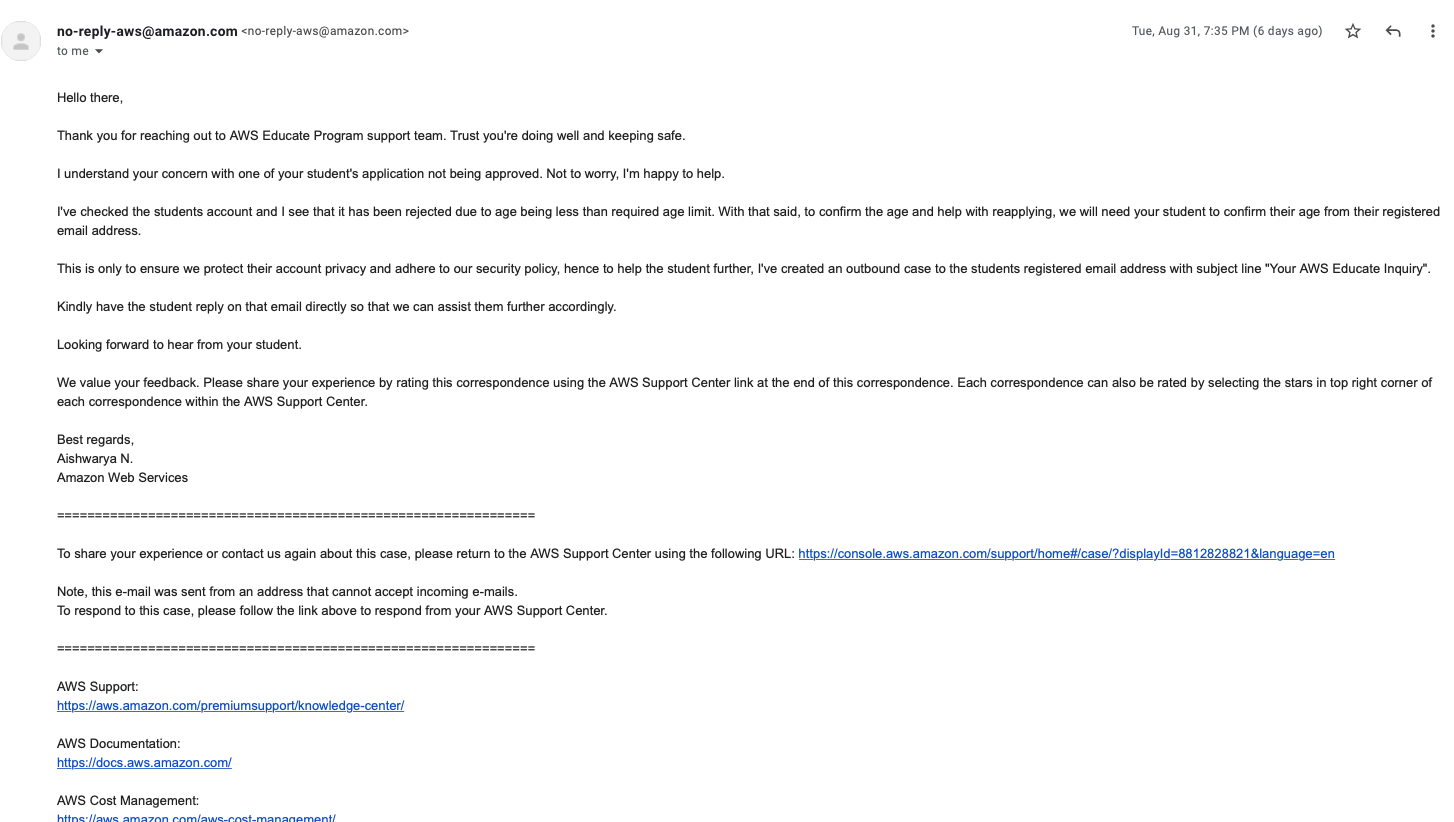 no-reply-aws@amazon.com <no-reply-aws@amazon.com>
Tue, Aug 31, 7:35 PM (6 days ago)
to me
Hello there,
Thank you for reaching out to AWS Educate Program support team. Trust you're doing well and keeping safe.
I understand your concern with one of your student's application not being approved. Not to worry, I'm happy to help.
I've checked the students account and I see that it has been rejected due to age being less than required age limit. With that said, to confirm the age and help with reapplying, we will need your student to confirm their age from their registered
email address.
This is only to ensure we protect their account privacy and adhere to our security policy, hence to help the student further, I've created an outbound case to the students registered email address with subject line "Your AWS Educate Inquiry".
Kindly have the student reply on that email directly so that we can assist them further accordingly.
Looking forward to hear from your student.
We value your feedback. Please share your experience by rating this correspondence using the AWS Support Center link at the end of this correspondence. Each correspondence can also be rated by selecting the stars in top right corner of
each correspondence within the AWS Support Center.
Best regards,
Aishwarya N.
Amazon Web Services
================================================================
To share your experience or contact us again about this case, please return to the AWS Support Center using the following URL: https://console.aws.amazon.com/support/home#/case/?displayId=8812828821&language=en
Note, this e-mail was sent from an address that cannot accept incoming e-mails.
To respond to this case, please follow the link above to respond from your AWS Support Center.
================================================================
AWS Support:
https://aws.amazon.com/premiumsupport/knowledge-center/
AWS Documentation:
https://docs.aws.amazon.com/
AWS Cost Management:
https://aws.amazon.com/aws-cost-management/